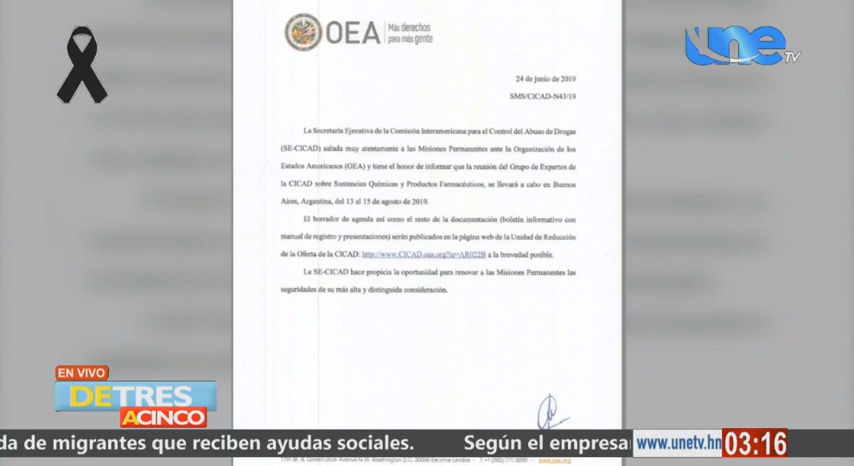 OEA
Más derechos
para más gente
une TV
24 de junio de 2019
SMS/CICAD-N43/19
La Secretaría Ejecutiva de la Comisión Interamericana para el Control del Abuso de Drogas
(SE-CICAD) saluda muy atentamente a las Misiones Permanentes ante la Organización de los
Estados Americanos (OEA) y tiene el honor de informar que la reunión del Grupo de Expertos de
la CICAD sobre Sustancias Químicas y Productos Farmacéuticos, se llevará a cabo en Buenos
Aires, Argentina, del 13 al 15 de agosto de 2019.
El borrador de agenda así como el resto de la documentación (boletín informativo con
manual de registro y presentaciones) serán publicados en la página web de la Unidad de Reducción
de la Oferta de la CICAD: a la brevedad posible.
La SE-CICAD hace propicia la oportunidad para renovar a las Misiones Permanentes las
seguridades de su más alta y distinguida consideración.
EN VIVO
DETRES
ACINCO
da de migrantes que reciben ayudas sociales. Según el empresa
www.unetv.hn
03:16